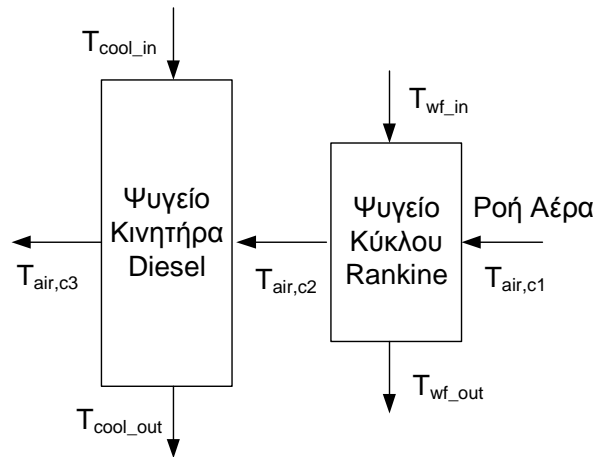 T_cool_in
T_wf_in
Ψυγείο
Κινητήρα
Diesel
Ψυγείο
Κύκλου
Rankine
Ροή Αέρα
T_air,c3
T_air,c2
T_air,c1
T_wf_out
T_cool_out